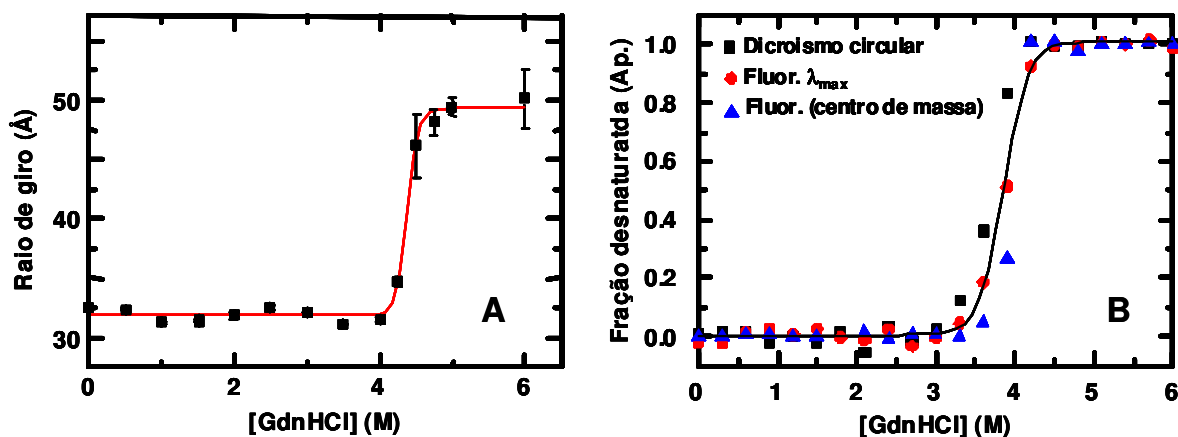 Raio de giro (Å)
50
40
30
0
2
4
6
[GdnHCl] (M)
A
Fração desnaturatda (Ap.)
1.0
0.8
0.6
0.4
0.2
0.0
0
1
2
3
4
5
6
[GdnHCl] (M)
Dicroismo circular
Fluor. λmax
Fluor. (centro de massa)
B